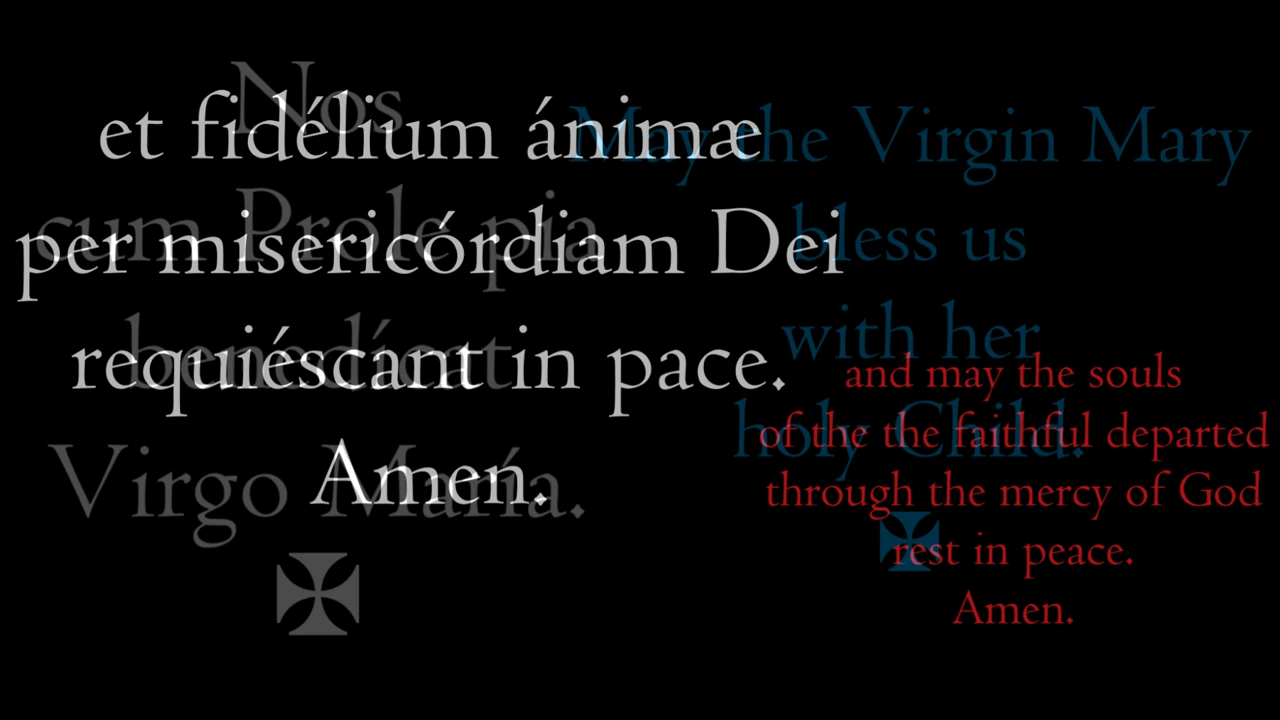 et fidélium ánimæ
per misericórdiam Dei
requiéscant in pace.
Amen.
Nos
cum Prole pia
benedícat
Virgo María.
May the Virgin Mary
bless us
with her
holy Child.
and may the souls
of the the faithful departed
through the mercy of God
rest in peace.
Amen.